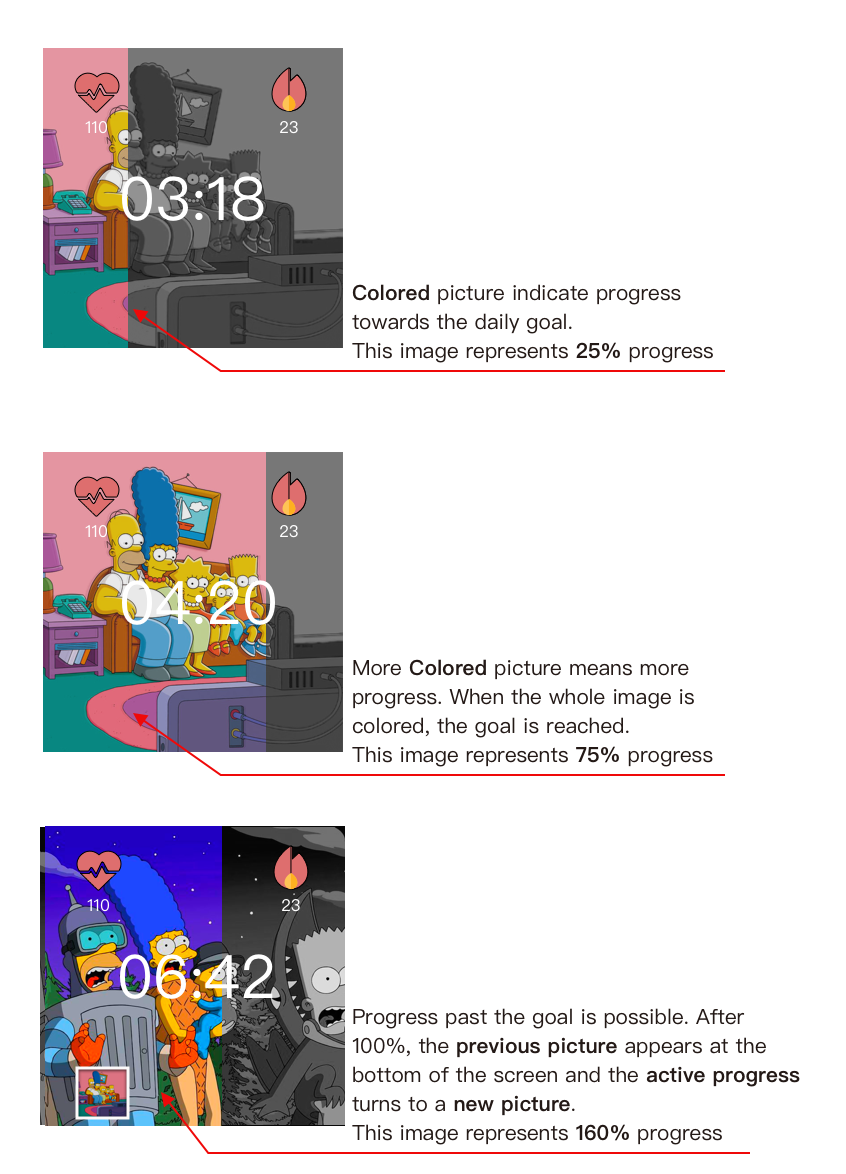 110
23
03:18
Colored picture indicate progress
towards the daily goal.
This image represents 25% progress
110
23
04:20
More Colored picture means more
progress. When the whole image is
colored, the goal is reached.
This image represents 75% progress
110
23
06:42
Progress past the goal is possible. After
100%, the previous picture appears at the
bottom of the screen and the active progress
turns to a new picture.
This image represents 160% progress